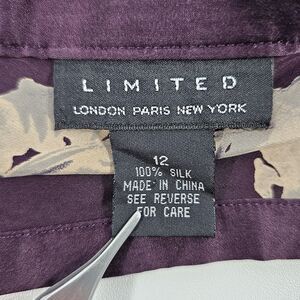 LIMITED
LONDON PARIS NEW YORK
12
100% SILK
MADE IN CHINA
SEE REVERSE
FOR CARE